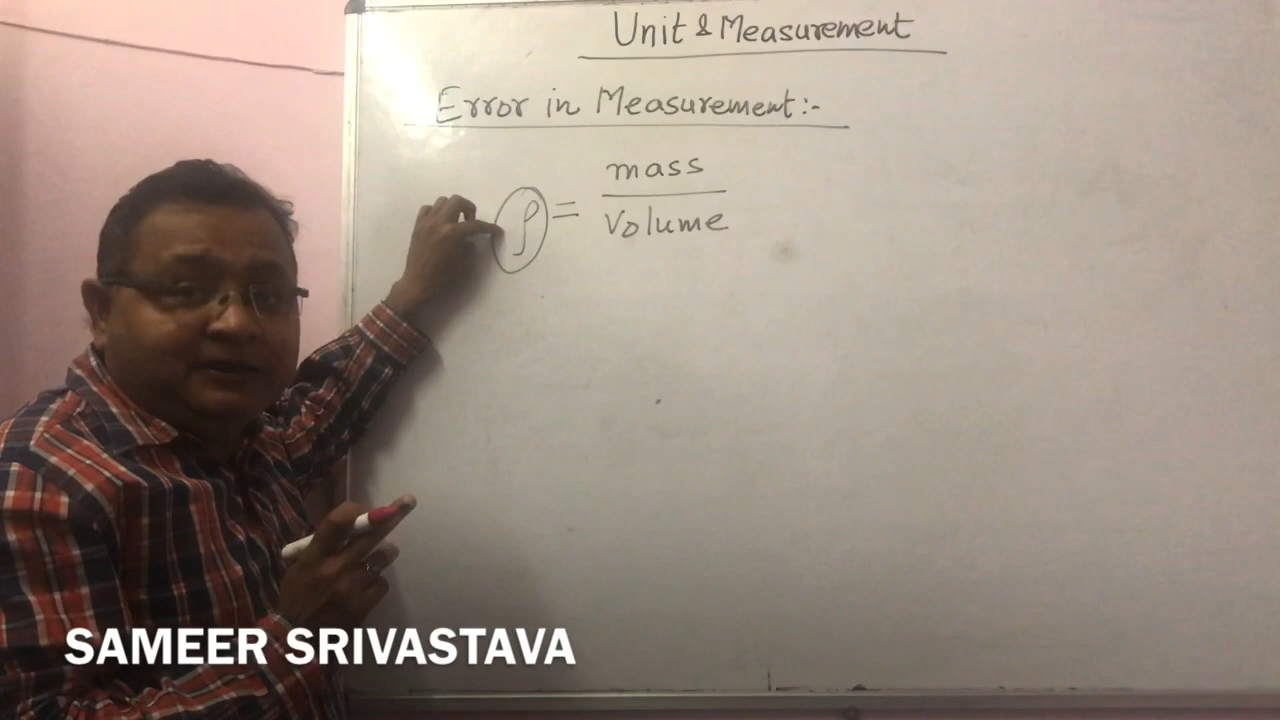 Unit & Measurement
Error in Measurement:-
ρ = mass / Volume
SAMEER SRIVASTAVA